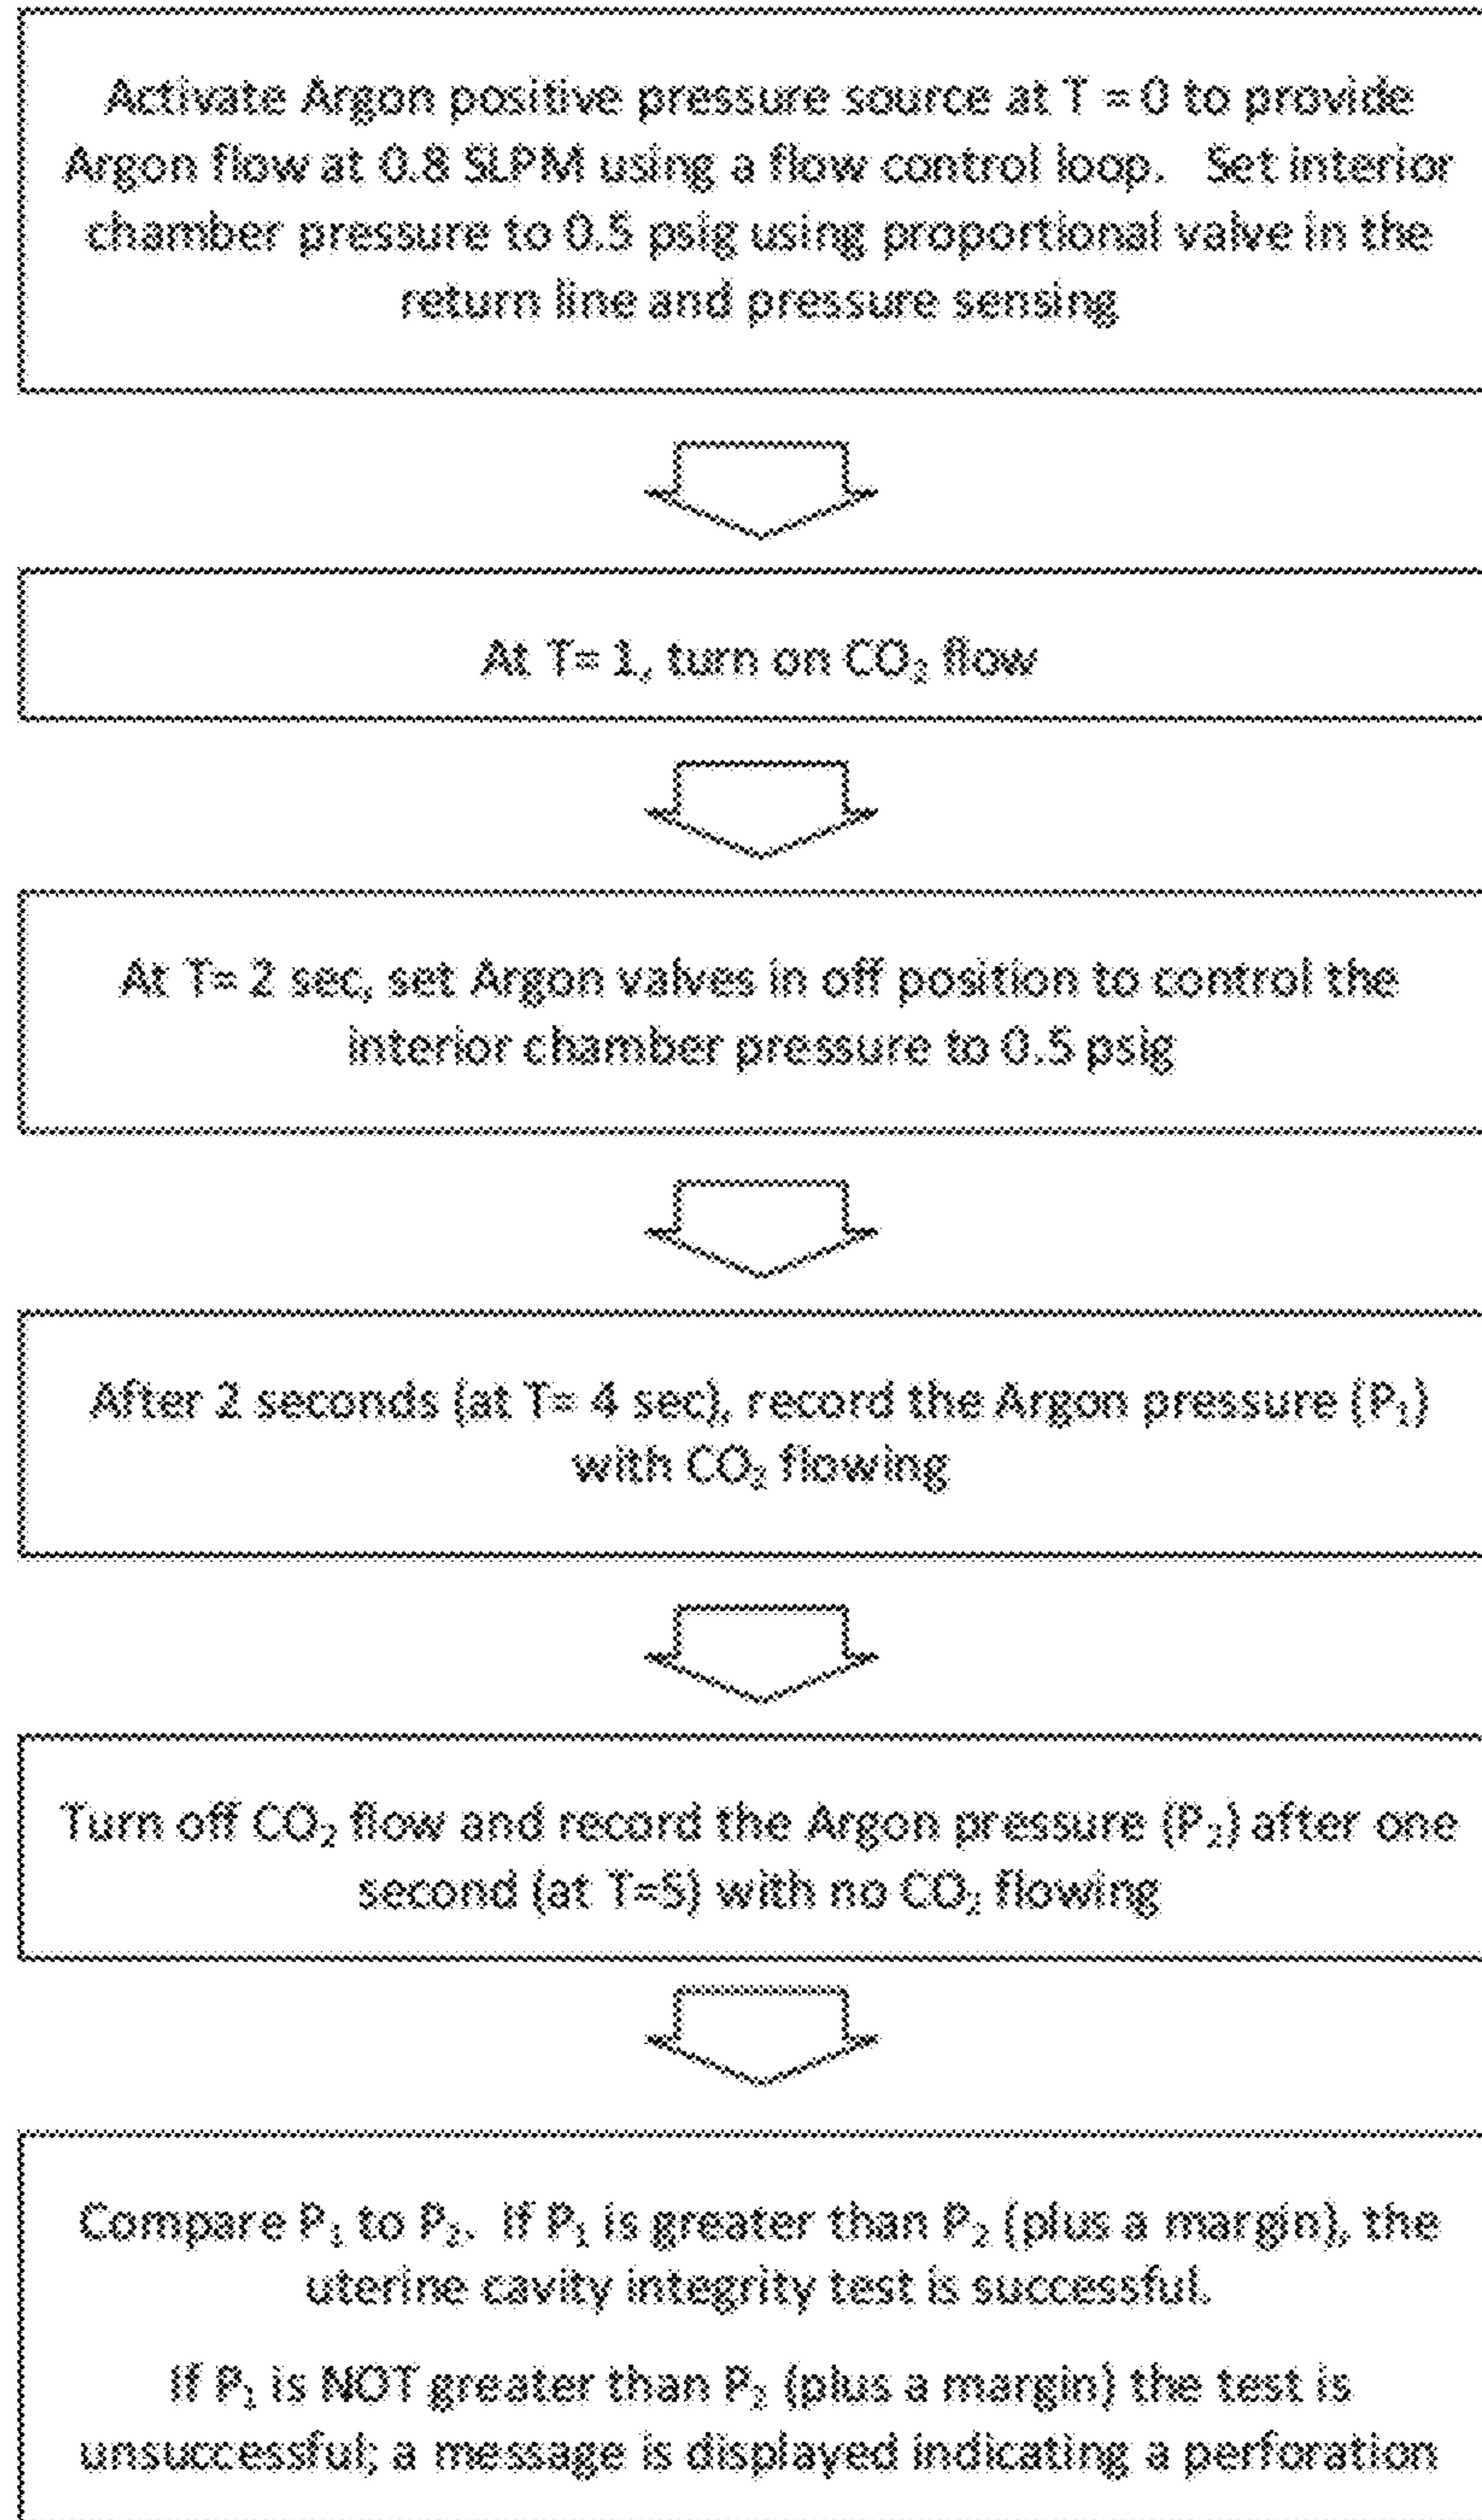 Activate Argon positive pressure source at T = 0 to provide
Argon flow at 0.8 SLPM using a flow control loop. Set interior
chamber pressure to 0.5 psig using proportional valve in the
return line and pressure sensing
At T= 1, turn on CO₂ flow
At T= 2 sec, set Argon valves in off position to control the
interior chamber pressure to 0.5 psig
After 2 seconds (at T= 4 sec), record the Argon pressure (P₁)
with CO₂ flowing
Turn off CO₂ flow and record the Argon pressure (P₂) after one
second (at T=5) with no CO₂ flowing
Compare P₁ to P₂. If P₁ is greater than P₂ (plus a margin), the
uterine cavity integrity test is successful.
If P₁ is NOT greater than P₂ (plus a margin) the test is
unsuccessful; a message is displayed indicating a perforation